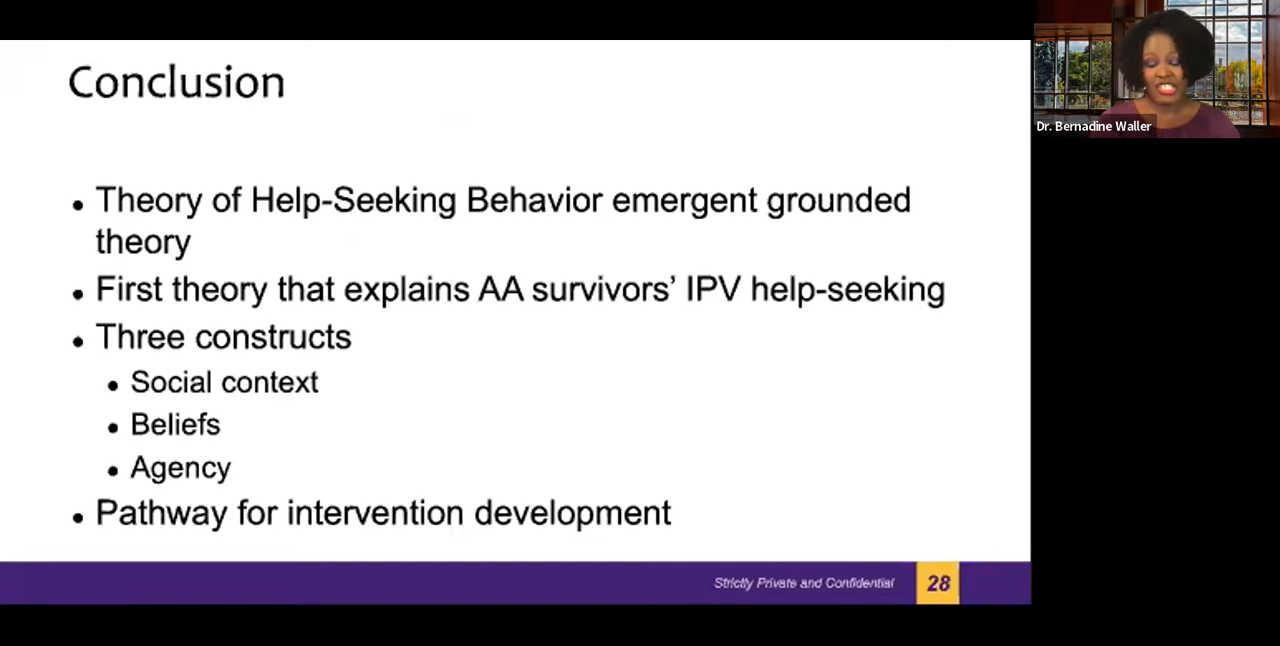 Conclusion
Theory of Help-Seeking Behavior emergent grounded
theory
First theory that explains AA survivors’ IPV help-seeking
Three constructs
Social context
Beliefs
Agency
Pathway for intervention development
Strictly Private and Confidential
28
Dr. Bernadine Waller